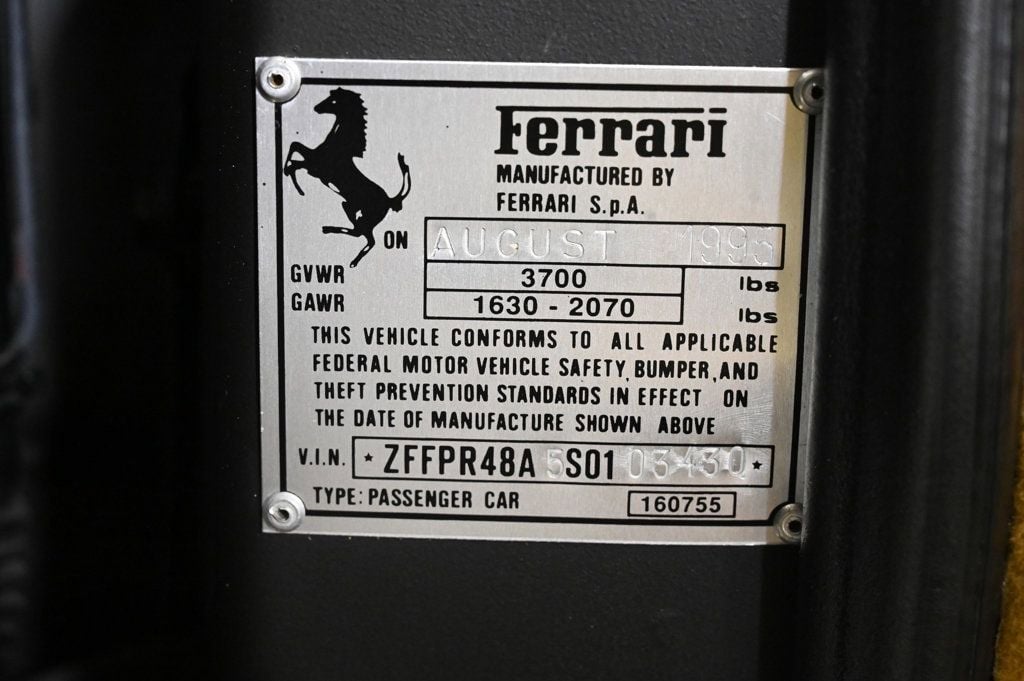 Ferrari
MANUFACTURED BY
FERRARI S.p.A.
ON AUGUST 1995
GVWR 3700 lbs
GAWR 1630 - 2070 lbs
THIS VEHICLE CONFORMS TO ALL APPLICABLE
FEDERAL MOTOR VEHICLE SAFETY, BUMPER, AND
THEFT PREVENTION STANDARDS IN EFFECT ON
THE DATE OF MANUFACTURE SHOWN ABOVE
V.I.N. * ZFFPR48A5S0103430 *
TYPE: PASSENGER CAR 160755